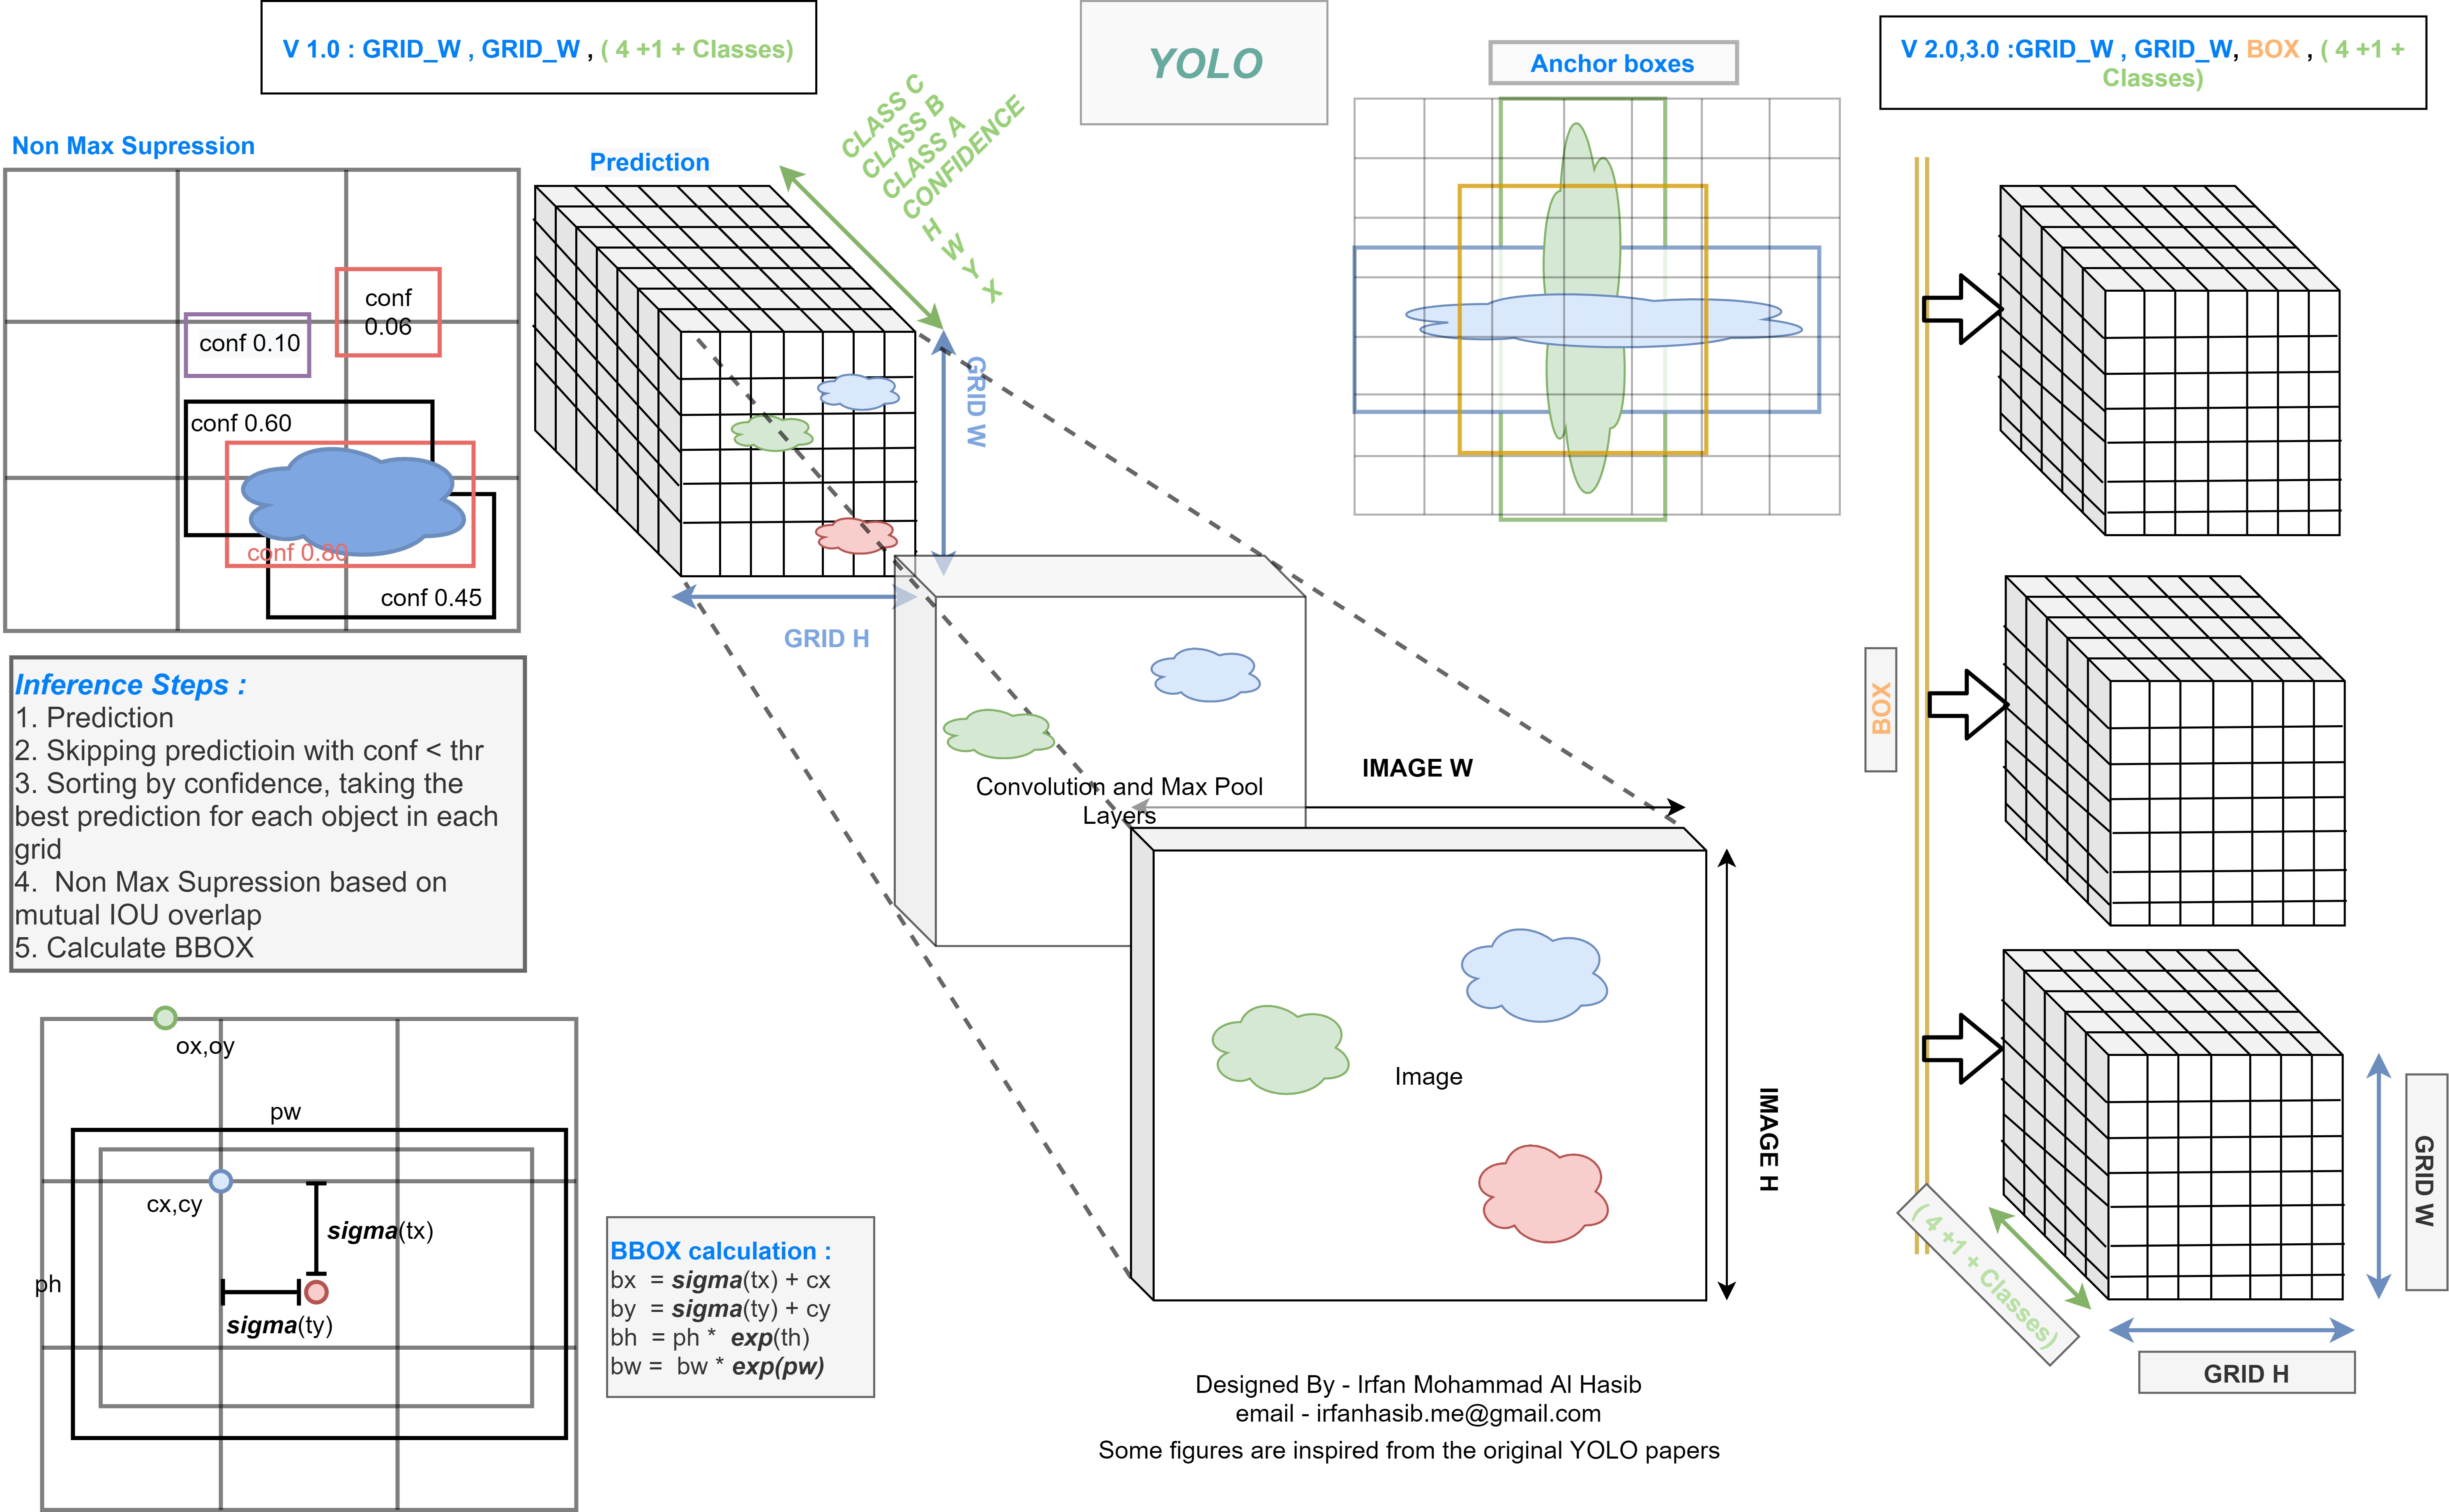 V 1.0 : GRID_W , GRID_W , ( 4 +1 + Classes)
YOLO
Anchor boxes
V 2.0,3.0 :GRID_W , GRID_W, BOX , ( 4 +1 +
Classes)
Non Max Supression
conf
0.06
conf 0.10
conf 0.60
conf 0.80
conf 0.45
Prediction
CLASS C
CLASS B
CLASS A
CONFIDENCE
H
W
Y
X
GRID W
GRID H
Convolution and Max Pool
Layers
IMAGE W
Image
IMAGE H
Inference Steps :
1. Prediction
2. Skipping predictioin with conf < thr
3. Sorting by confidence, taking the
best prediction for each object in each
grid
4.  Non Max Supression based on
mutual IOU overlap
5. Calculate BBOX
ox,oy
pw
cx,cy
sigma(tx)
ph
sigma(ty)
BBOX calculation :
bx  = sigma(tx) + cx
by  = sigma(ty) + cy
bh  = ph *  exp(th)
bw =  bw * exp(pw)
BOX
( 4 +1 + Classes)
GRID W
GRID H
Designed By - Irfan Mohammad Al Hasib
email - irfanhasib.me@gmail.com
Some figures are inspired from the original YOLO papers